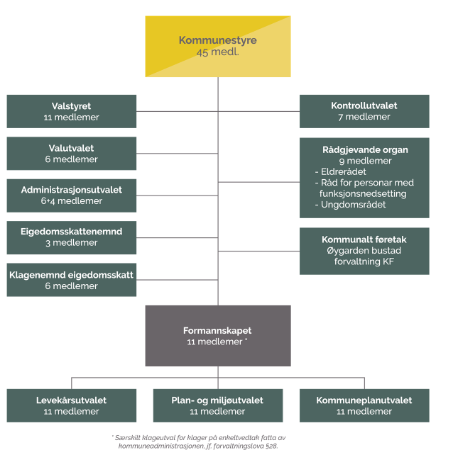 Kommunestyre
45 medl.
Valstyret
11 medlemer
Kontrollutvalet
7 medlemer
Valutvalet
6 medlemer
Rådgjevande organ
9 medlemer
- Eldrerådet
- Råd for personar med
funksjonsnedsetting
- Ungdomsrådet
Administrasjonsutvalet
6+4 medlemer
Eigedomsskattenemnd
3 medlemer
Kommunalt føretak
Øygarden bustad
forvaltning KF
Klagenemnd eigedomsskatt
6 medlemer
Formannskapet
11 medlemer *
Levekårsutvalet
11 medlemer
Plan- og miljøutvalet
11 medlemer
Kommuneplanutvalet
11 medlemer
* Særskilt klageutval for klager på enkeltvedtak fatta av
kommuneadministrasjonen, jf. forvaltningslova §28.